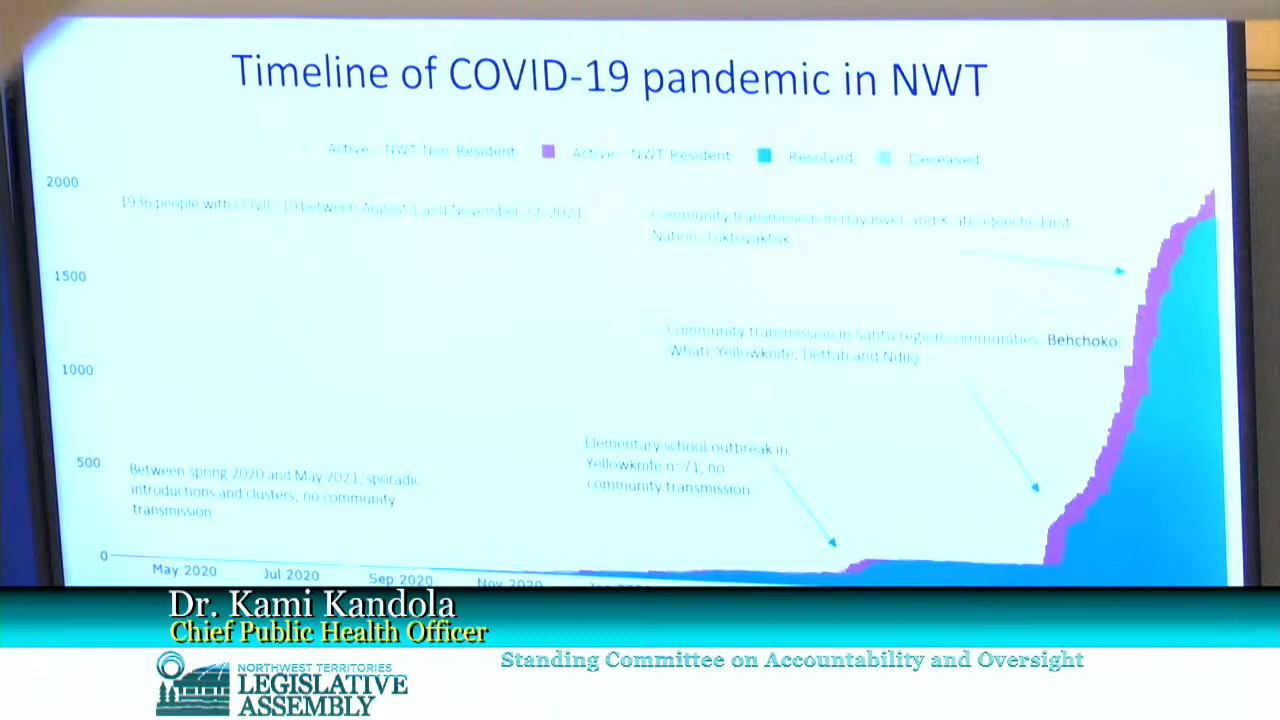 Timeline of COVID-19 pandemic in NWT
Active - NWT Non-Resident
Active - NWT Resident
Resolved
Deceased
2000
1936 people with COVID-19 between August 1 and November 22, 2021
Community transmission in Hay River and First
Nation, Tuktoyaktuk
1500
Community transmission in Sahtu region communities, Behchoko
Whati, Yellowknife, Dettah and Ndilo
1000
Elementary school outbreak in
Yellowknife n=71, no
community transmission
500
Between spring 2020 and May 2021, sporadic
introductions and clusters, no community
transmission
0
May 2020
Jul 2020
Sep 2020
Nov 2020
Dr. Kami Kandola
Chief Public Health Officer
Standing Committee on Accountability and Oversight
NORTHWEST TERRITORIES
LEGISLATIVE
ASSEMBLY